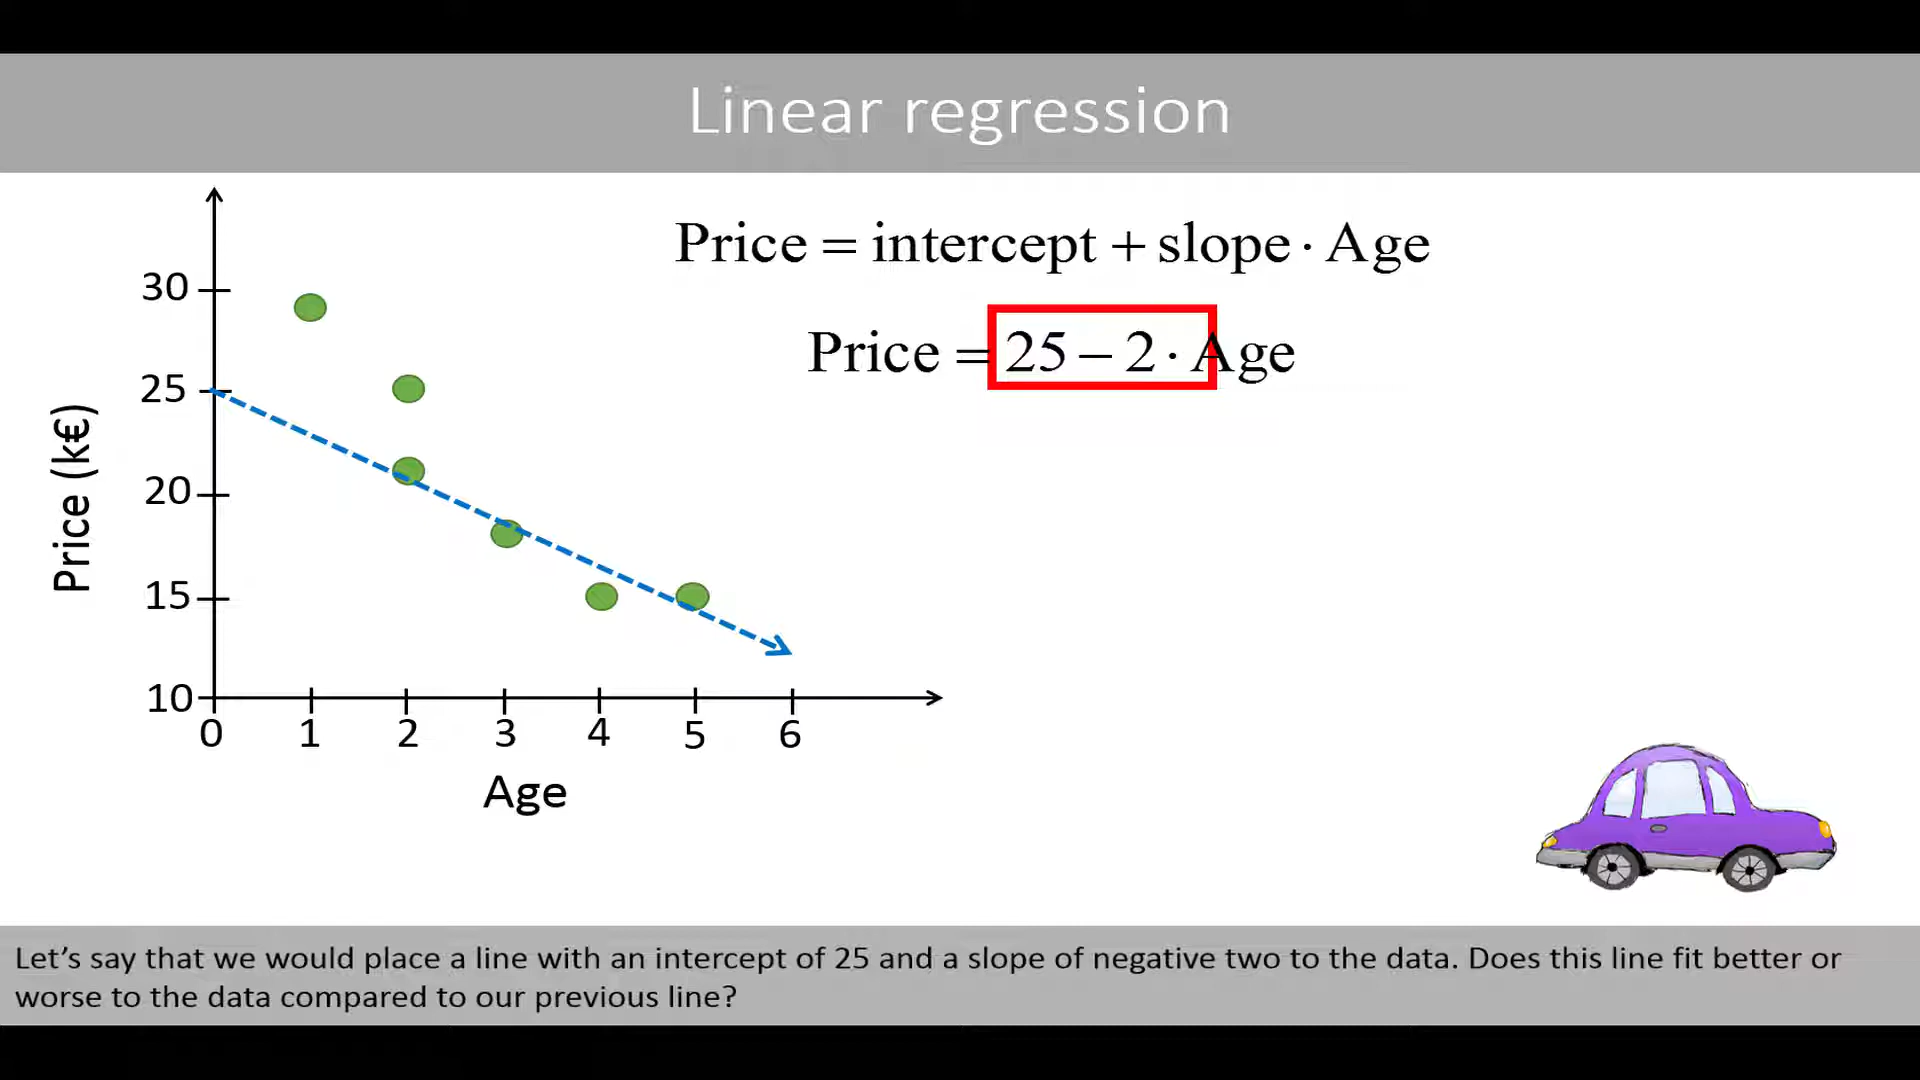 Linear regression
Price = intercept + slope · Age
Price = 25 – 2 · Age
30
25
20
15
10
Price (k€)
0 1 2 3 4 5 6
Age
Let’s say that we would place a line with an intercept of 25 and a slope of negative two to the data. Does this line fit better or
worse to the data compared to our previous line?